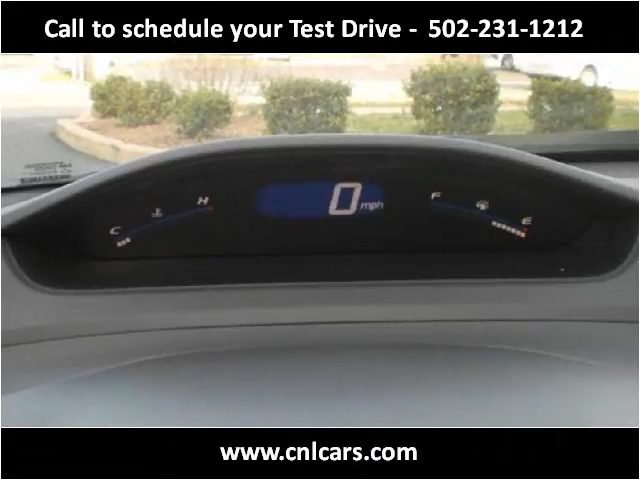 Call to schedule your Test Drive - 502-231-1212
0 mph
C H
F E
www.cnlcars.com